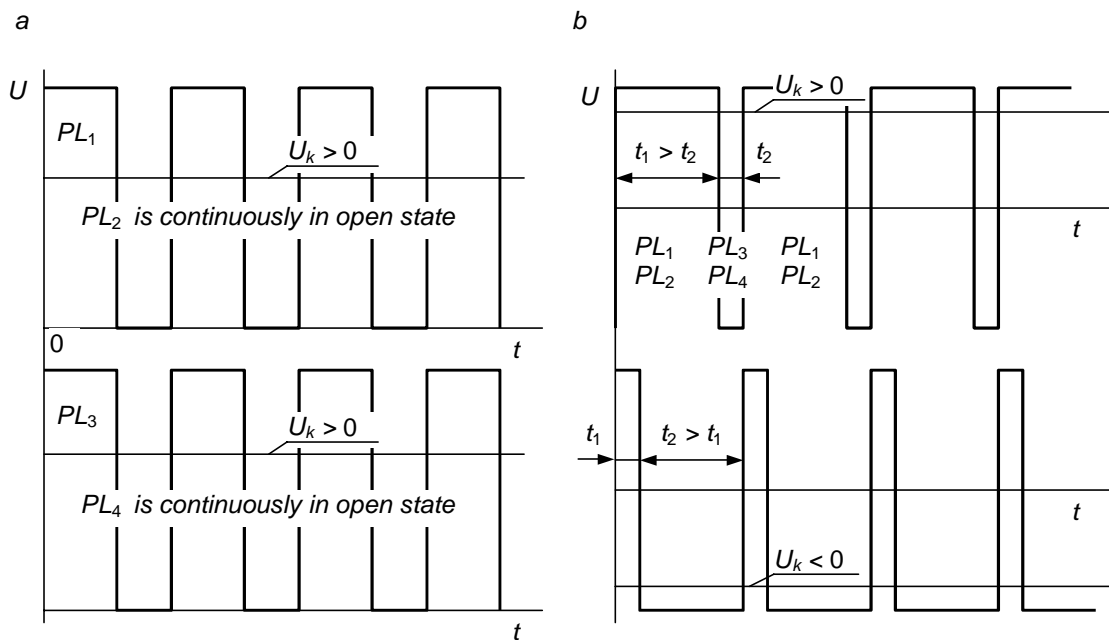 a
U
PL₁
Uₖ > 0
PL₂ is continuously in open state
0
t
PL₃
Uₖ > 0
PL₄ is continuously in open state
t
b
U
Uₖ > 0
t₁ > t₂
t₂
t
PL₁ PL₃ PL₁
PL₂ PL₄ PL₂
t₁
t₂ > t₁
t
Uₖ < 0